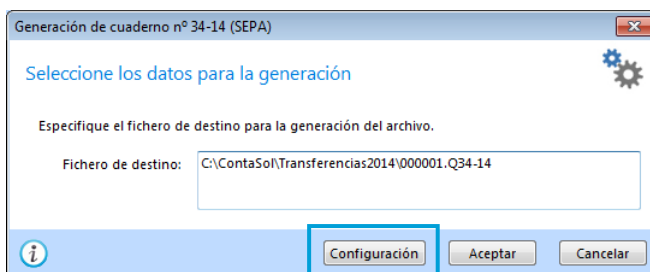 Generación de cuaderno nº 34-14 (SEPA)
Seleccione los datos para la generación
Especifique el fichero de destino para la generación del archivo.
Fichero de destino: C:\ContaSol\Transferencias2014\000001.Q34-14
Configuración Aceptar Cancelar